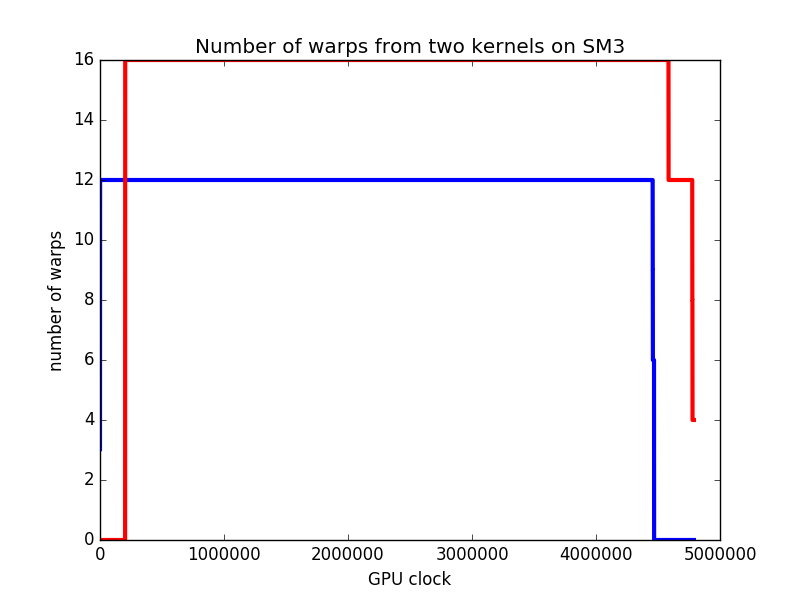 Number of warps from two kernels on SM3
16
14
12
10
8
6
4
2
0
number of warps
0 1000000 2000000 3000000 4000000 5000000
GPU clock